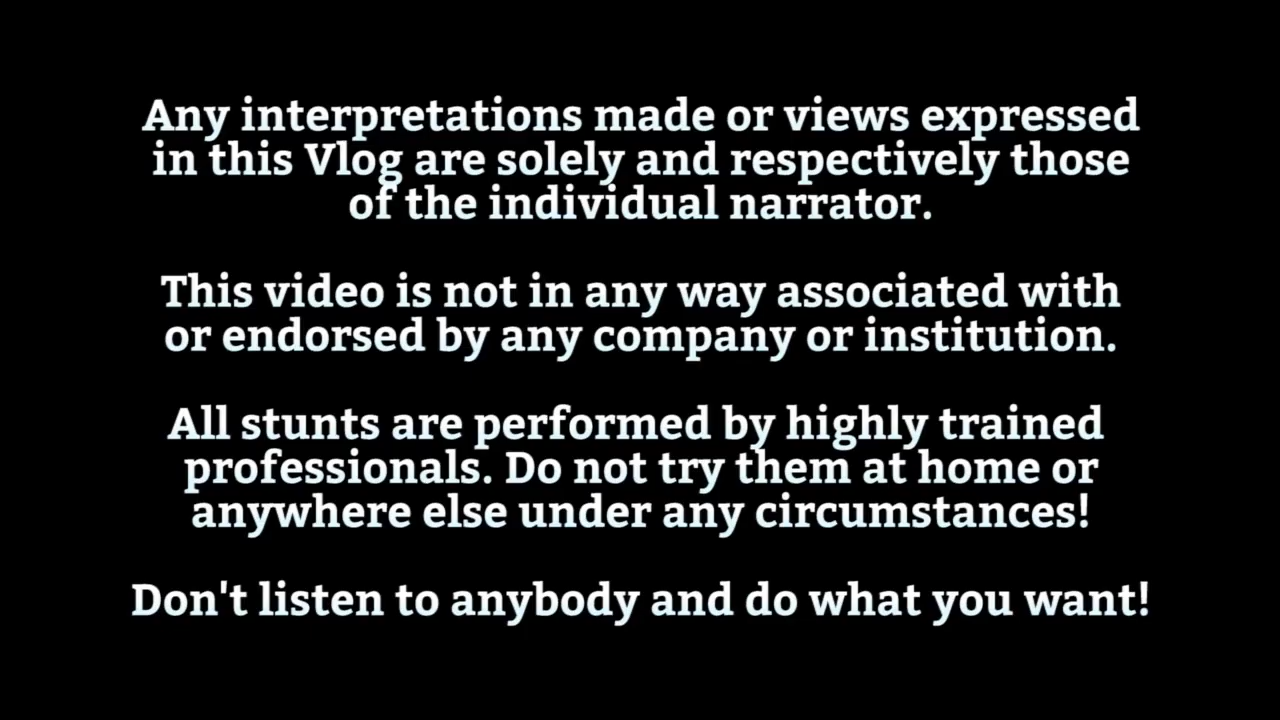 Any interpretations made or views expressed
in this Vlog are solely and respectively those
of the individual narrator.
This video is not in any way associated with
or endorsed by any company or institution.
All stunts are performed by highly trained
professionals. Do not try them at home or
anywhere else under any circumstances!
Don't listen to anybody and do what you want!